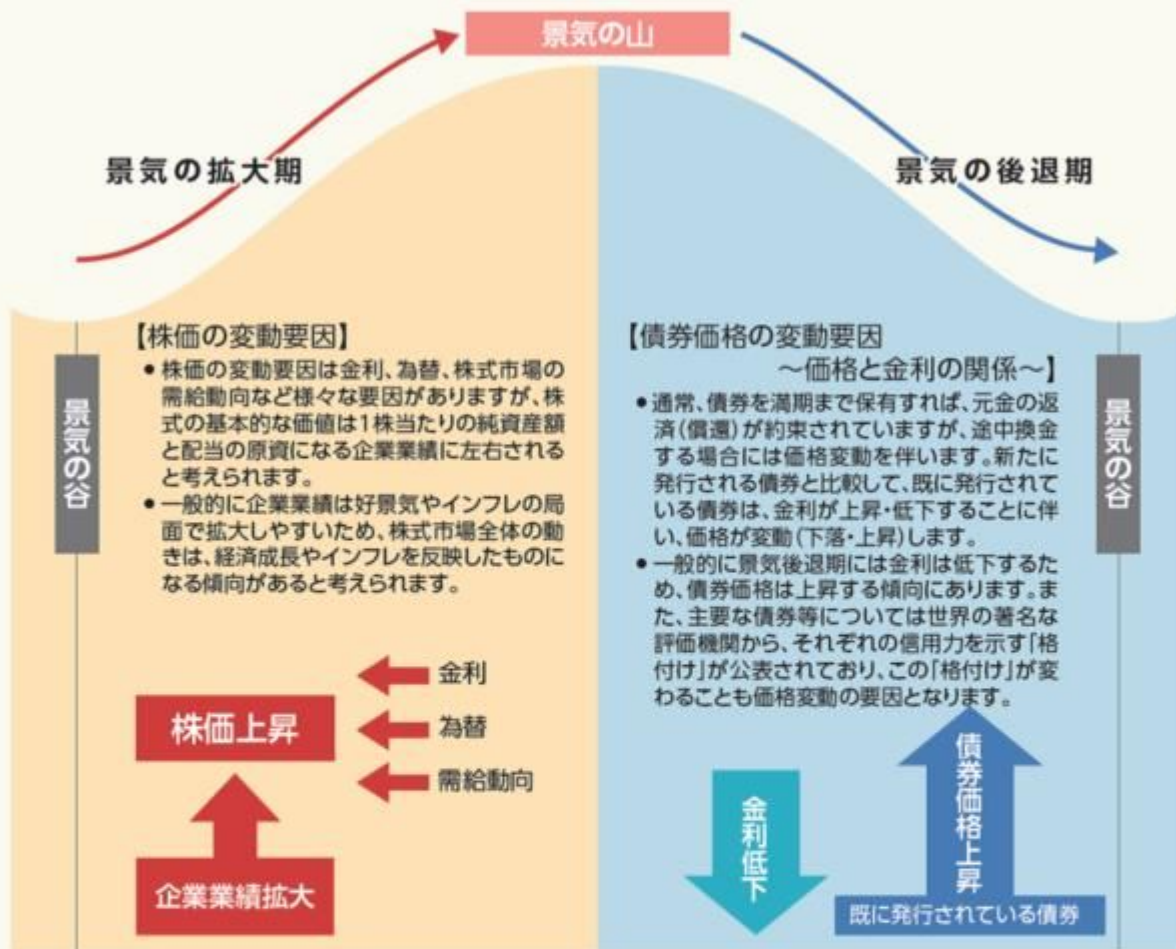 景気の山
景気の拡大期
景気の後退期
景気の谷
【株価の変動要因】
● 株価の変動要因は金利、為替、株式市場の
需給動向など様々な要因がありますが、株
式の基本的な価値は1株当たりの純資産額
と配当の原資になる企業業績に左右される
と考えられます。
● 一般的に企業業績は好景気やインフレの局
面で拡大しやすいため、株式市場全体の動
きは、経済成長やインフレを反映したものに
なる傾向があると考えられます。
金利
株価上昇
為替
需給動向
企業業績拡大
【債券価格の変動要因
~価格と金利の関係~】
● 通常、債券を満期まで保有すれば、元金の返
済(償還)が約束されていますが、途中換金
する場合には価格変動を伴います。新たに
発行される債券と比較して、既に発行されて
いる債券は、金利が上昇・低下することに伴
い、価格が変動(下落・上昇)します。
● 一般的に景気後退期には金利は低下するた
め、債券価格は上昇する傾向にあります。ま
た、主要な債券等については世界の著名な
評価機関から、それぞれの信用力を示す「格
付け」が公表されており、この「格付け」が変
わることも価格変動の要因となります。
金利低下
債券価格上昇
既に発行されている債券
景気の谷